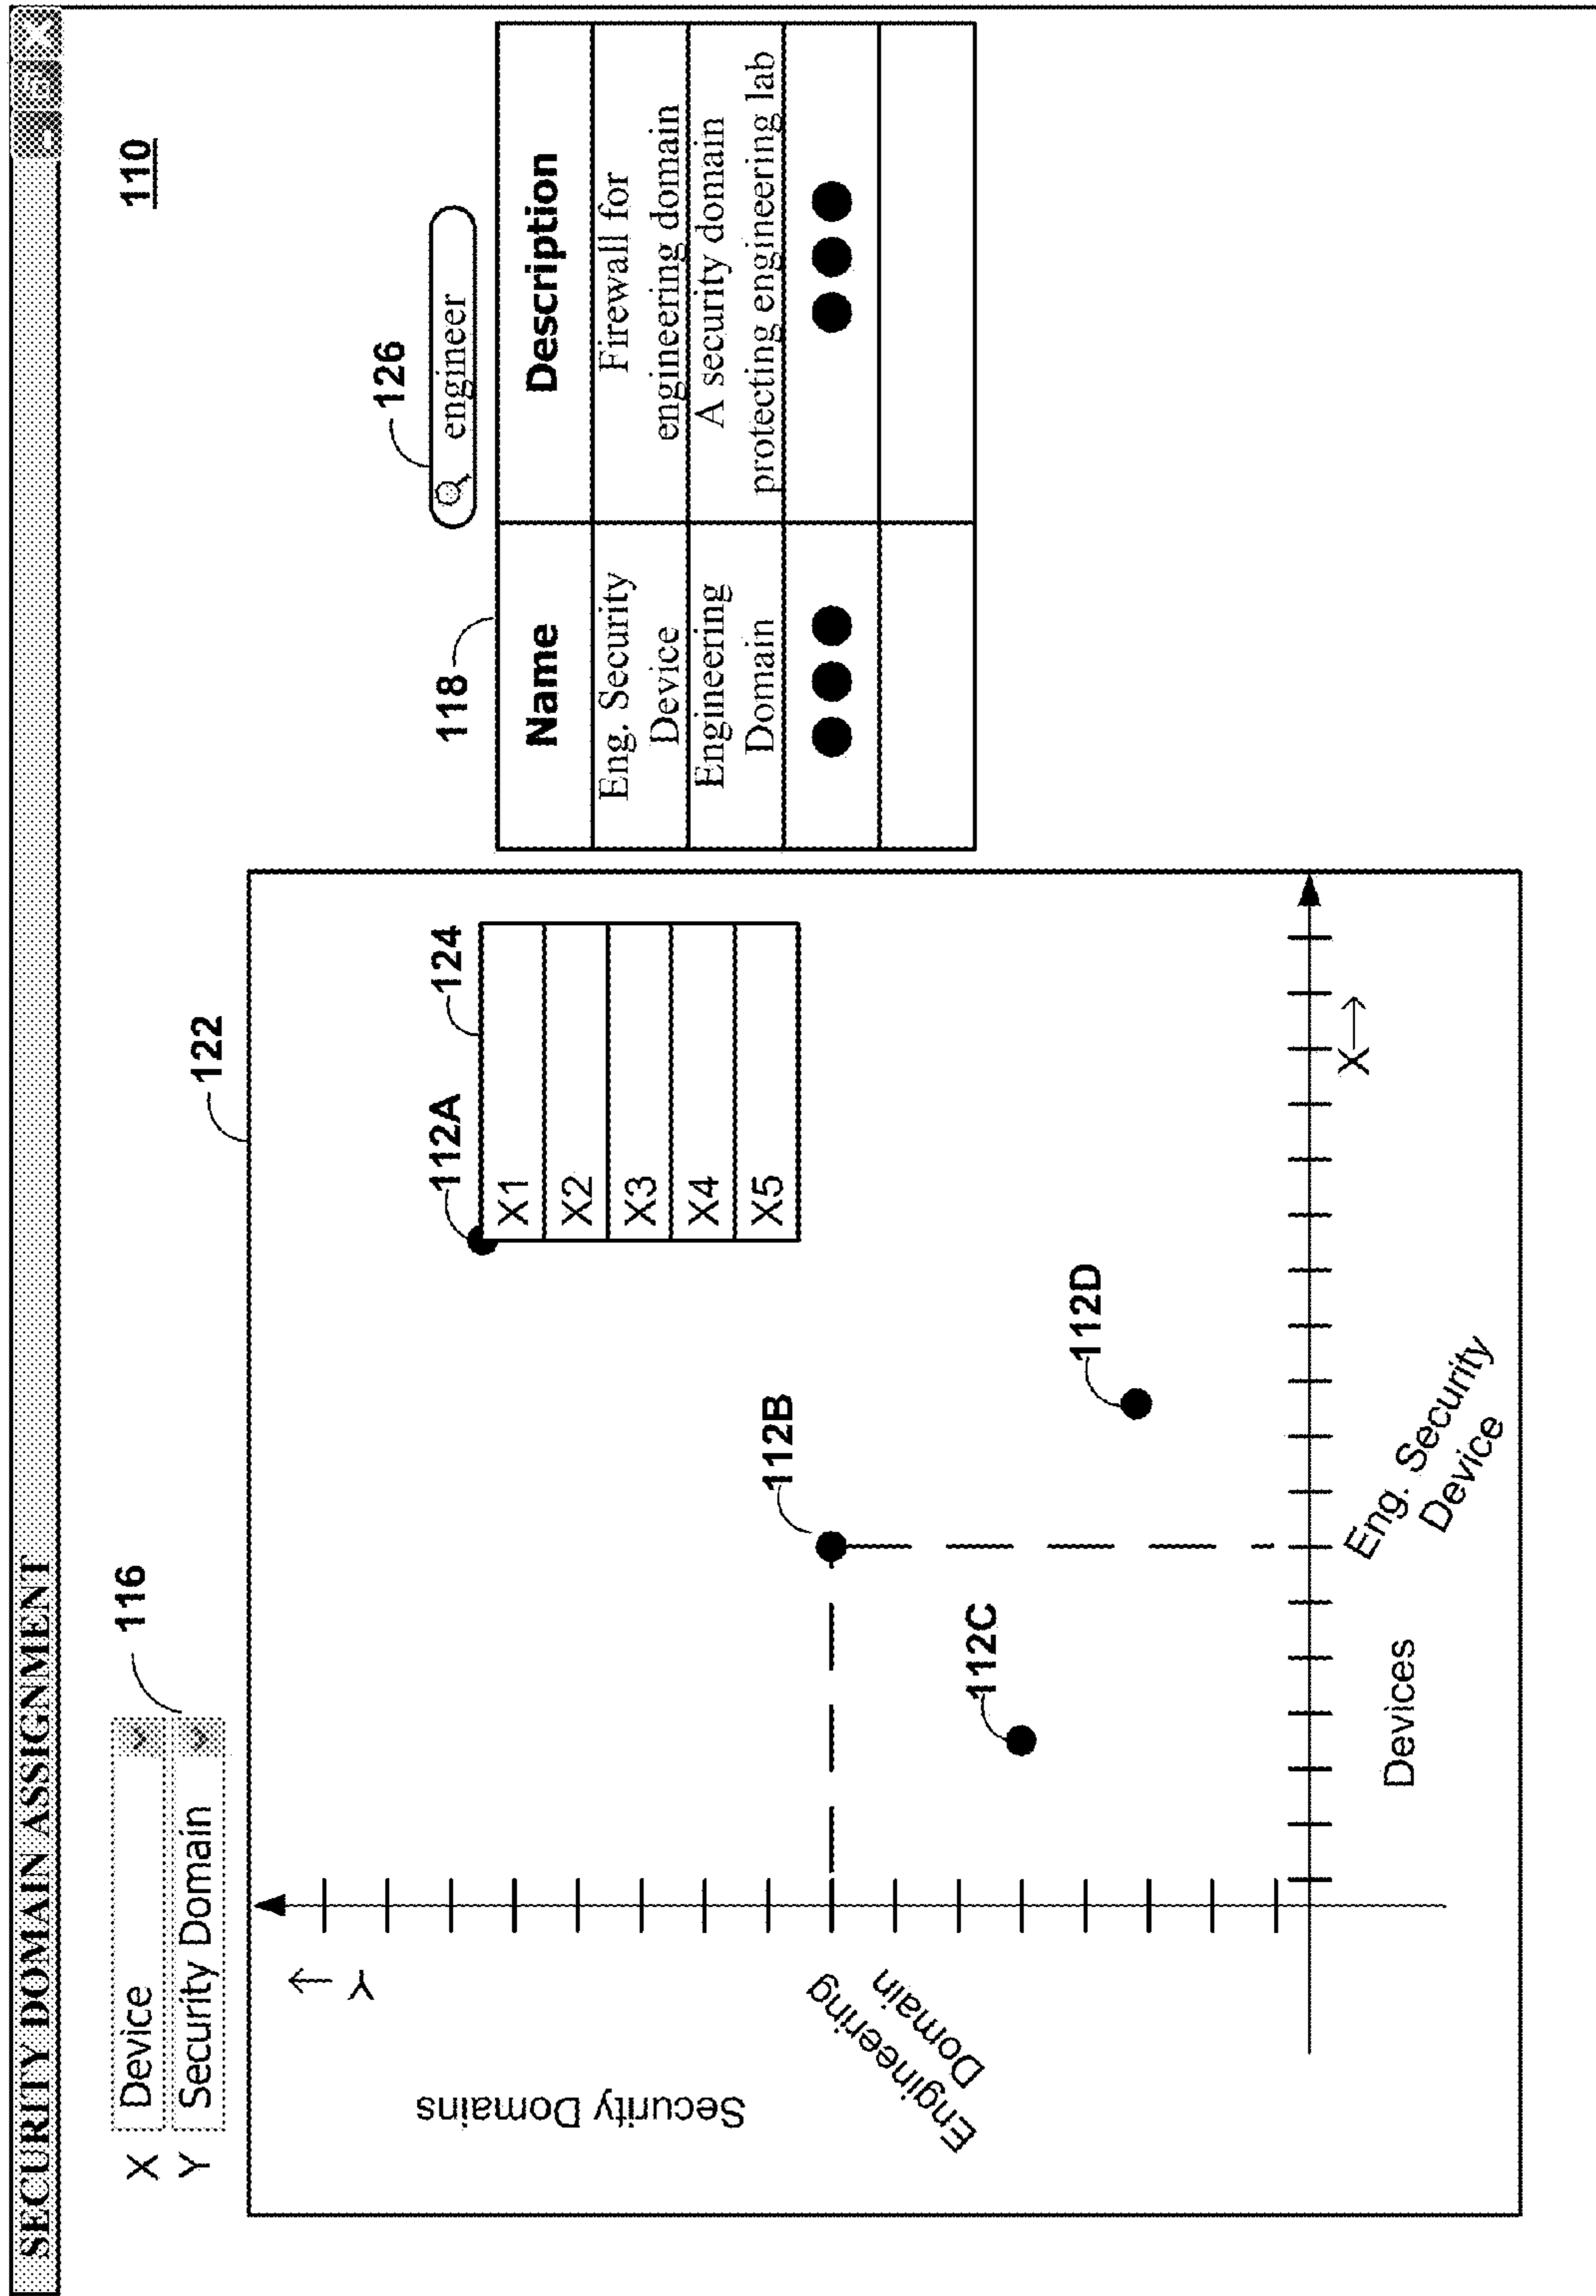 SECURITY DOMAIN ASSIGNMENT
110
X Device
Y Security Domain
116
122
126
engineer
118
Name Description
Eng. Security Device
Firewall for engineering domain
Engineering Domain
A security domain protecting engineering lab
Y
Security Domains
Engineering
Domain
112A
124
X1
X2
X3
X4
X5
112B
112C
112D
X
Eng. Security
Device
Devices